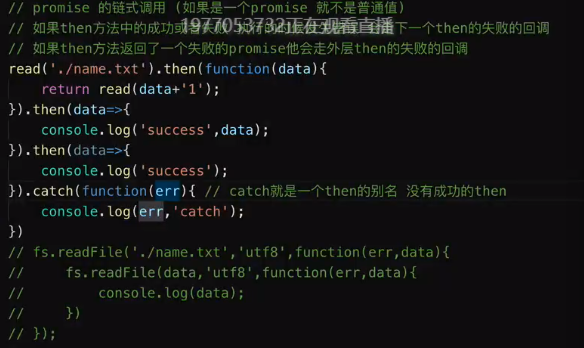 // promise 的链式调用 (如果是一个promise 就不是普通值)
1977053732正在观看直播
// 如果then方法中的成功或者失败 下一个then的失败的回调
// 如果then方法返回了一个失败的promise他会走外层then的失败的回调
read('./name.txt').then(function(data){
    return read(data+'1');
}).then(data=>{
    console.log('success',data);
}).then(data=>{
    console.log('success');
}).catch(function(err){ // catch就是一个then的别名 没有成功的then
    console.log(err,'catch');
})
// fs.readFile('./name.txt','utf8',function(err,data){
//     fs.readFile(data,'utf8',function(err,data){
//         console.log(data);
//     })
// });